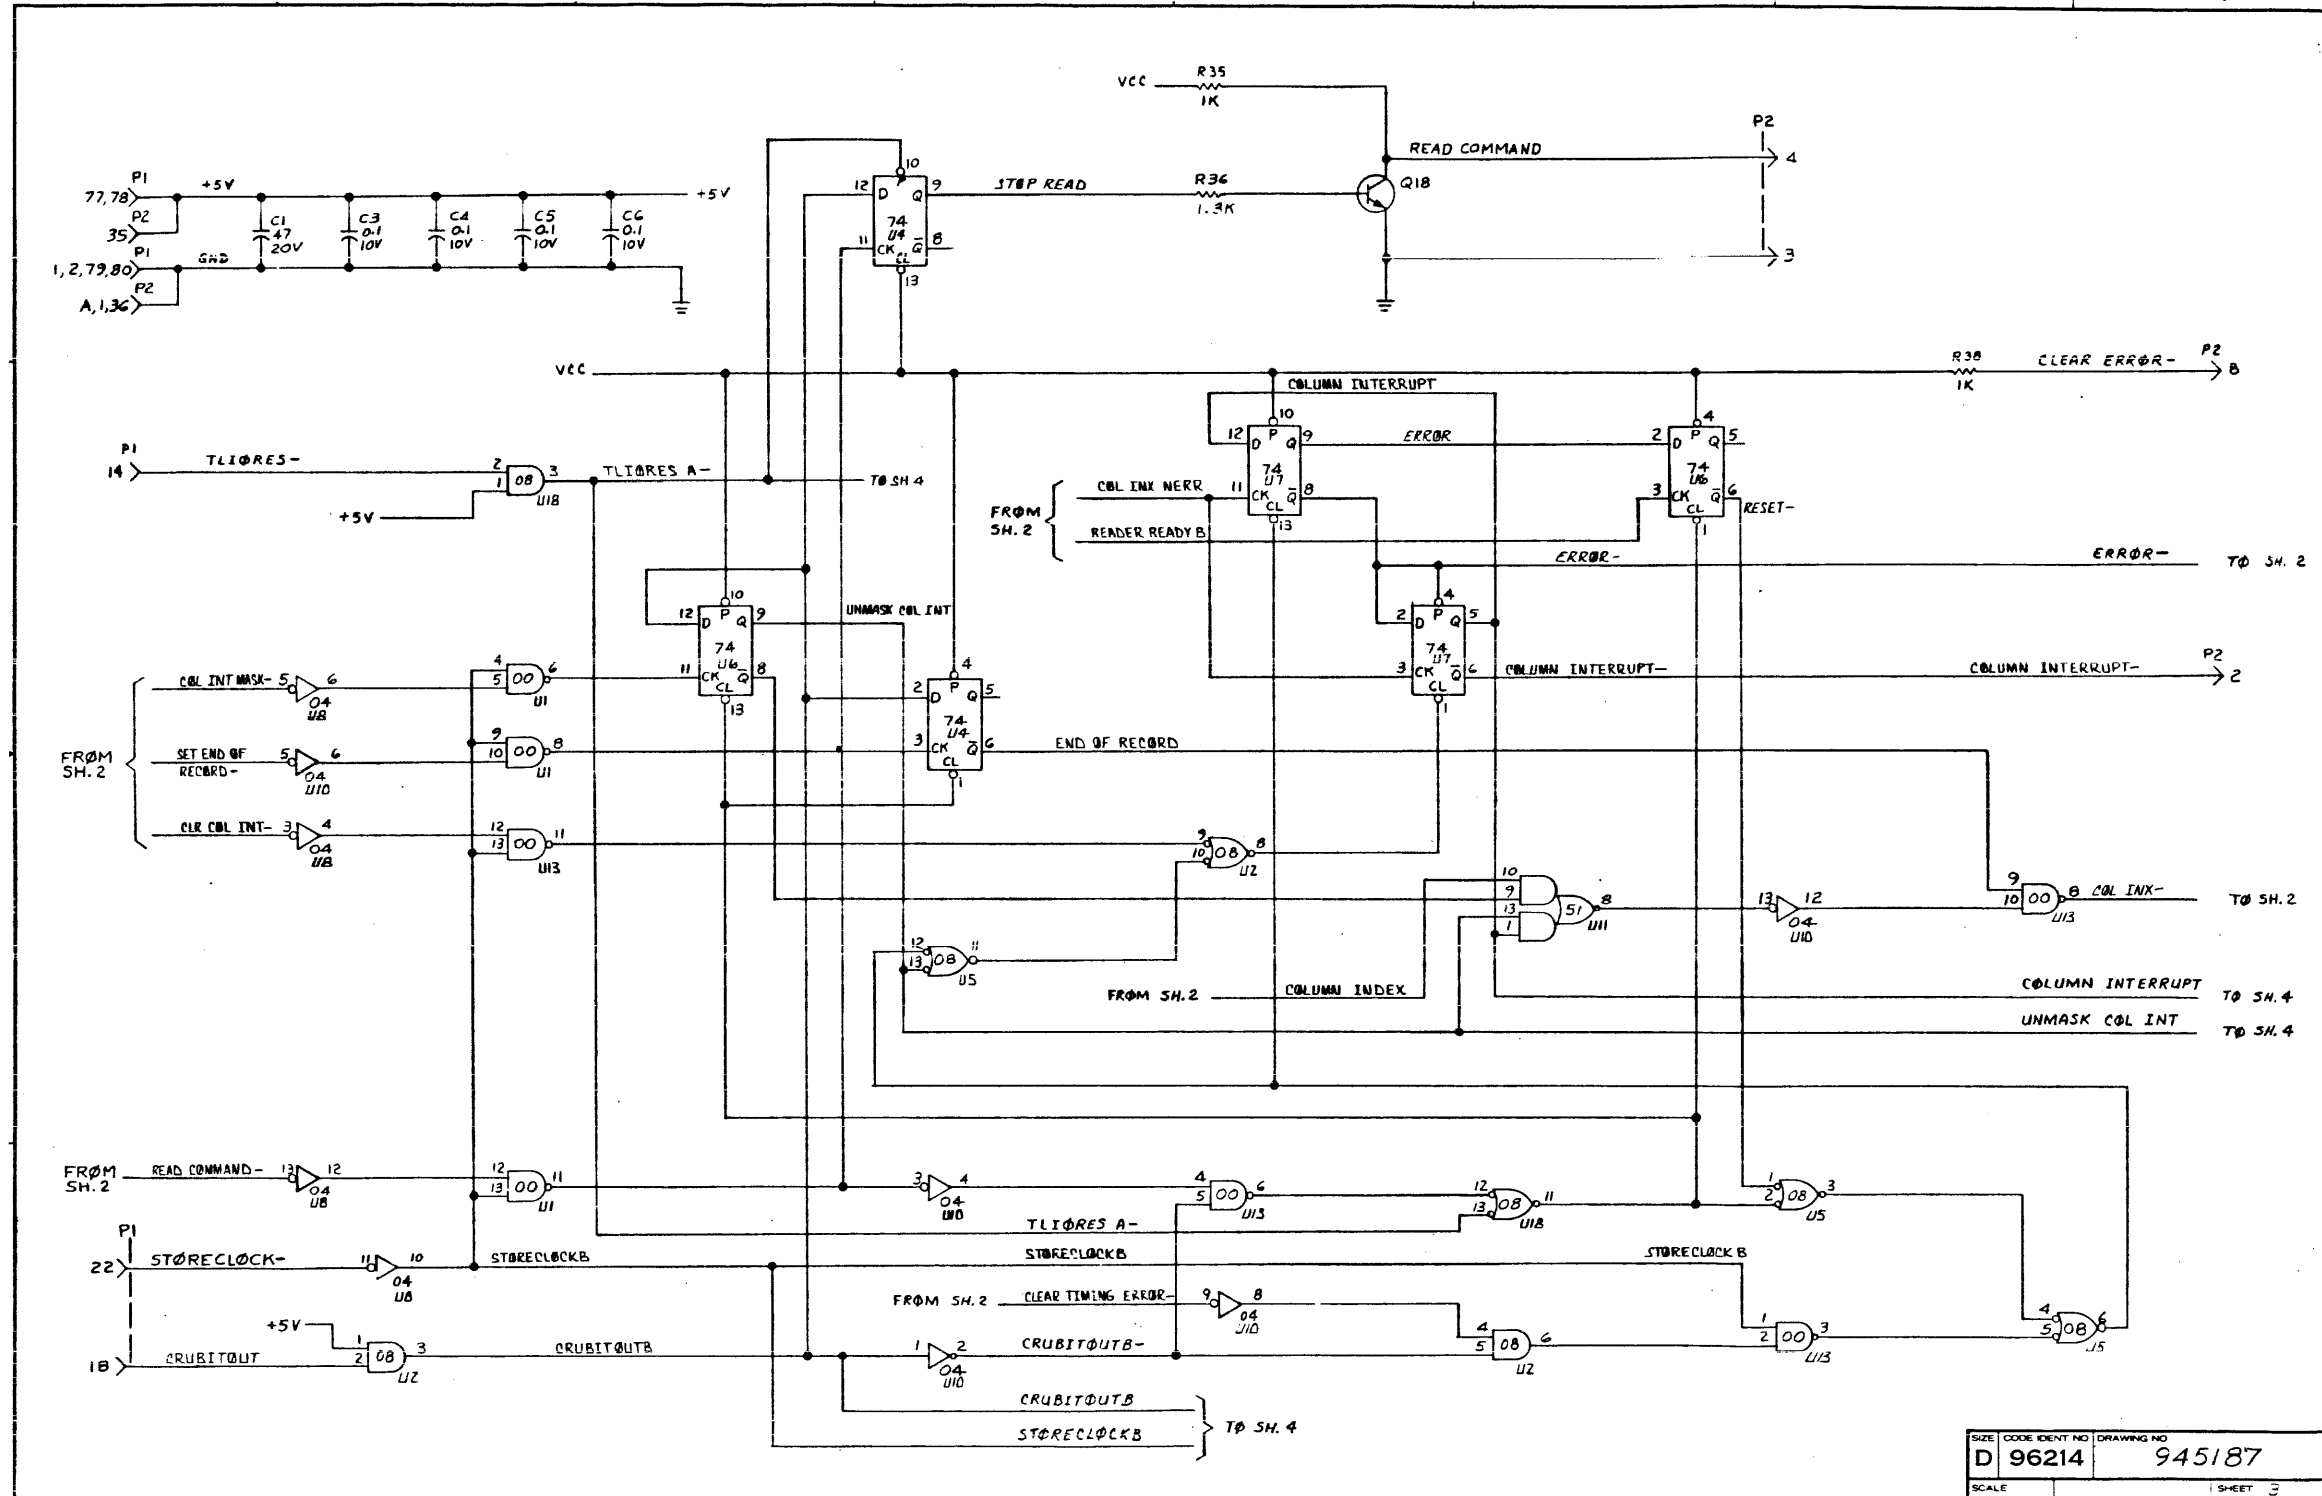 VCC
R35
1K
READ COMMAND
P2
4
3
Q18
STØP READ
R36
1.3K
10
12 D Q 9
74
U4
11 CK Q̅ 8
CL
13
P1
77,78
+5V
+5V
P2
35
P1
1,2,79,80
GND
P2
A,1,36
C1
47
20V
C3
0.1
10V
C4
0.1
10V
C5
0.1
10V
C6
0.1
10V
VCC
R38
1K
CLEAR ERRØR-
P2
B
CØLUMN INTERRUPT
P1
14
TLIØRES-
2
1
08
3
U18
+5V
TLIØRES A-
TØ SH 4
10
12 D P Q 9
74
U7
11 CK Q̅ 8
CL
13
ERRØR
4
2 D P Q 5
74
U6
3 CK Q̅ 6
CL
1
RESET-
FRØM
SH. 2
CØL INX NERR
READER READY B
ERRØR-
ERRØR-
TØ SH. 2
10
12 D P Q 9
74
U6
11 CK Q̅ 8
CL
13
UNMASK CØL INT
4
2 D P Q 5
74
U7
3 CK Q̅ 6
CL
1
CØLUMN INTERRUPT-
CØLUMN INTERRUPT-
P2
2
4
2 D P Q 5
74
U4
3 CK Q̅ 6
CL
1
END ØF RECØRD
FRØM
SH. 2
CØL INT MASK-
5
6
04
U8
4
5
00
6
U1
SET END ØF
RECØRD-
5
6
04
U10
9
10
00
8
U1
CLR CØL INT-
3
4
04
U8
12
13
00
11
U13
9
10
08
8
U2
12
13
08
11
U5
10
9
13
1
51
8
U11
13
12
04
U10
9
10
00
8
U13
CØL INX-
TØ SH. 2
FRØM SH. 2
CØLUMN INDEX
CØLUMN INTERRUPT
TØ SH. 4
UNMASK CØL INT
TØ SH. 4
FRØM
SH. 2
READ CØMMAND-
13
12
04
U8
12
13
00
11
U1
3
4
04
U10
4
5
00
6
U13
12
13
08
11
U18
1
2
08
3
U5
TLIØRES A-
P1
22
STØRECLØCK-
11
10
04
U8
STØRECLØCKB
STØRECLØCKB
STØRECLØCK B
FRØM SH. 2
CLEAR TIMING ERRØR-
9
8
04
U10
4
5
08
6
U2
1
2
00
3
U13
4
5
08
6
U5
18
CRUBITØUT
+5V
1
2
08
3
U2
CRUBITØUTB
1
2
04
U10
CRUBITØUTB-
CRUBITØUTB
STØRECLØCKB
TØ SH. 4
SIZE
D
CODE IDENT NO
96214
DRAWING NO
945187
SCALE
SHEET 3